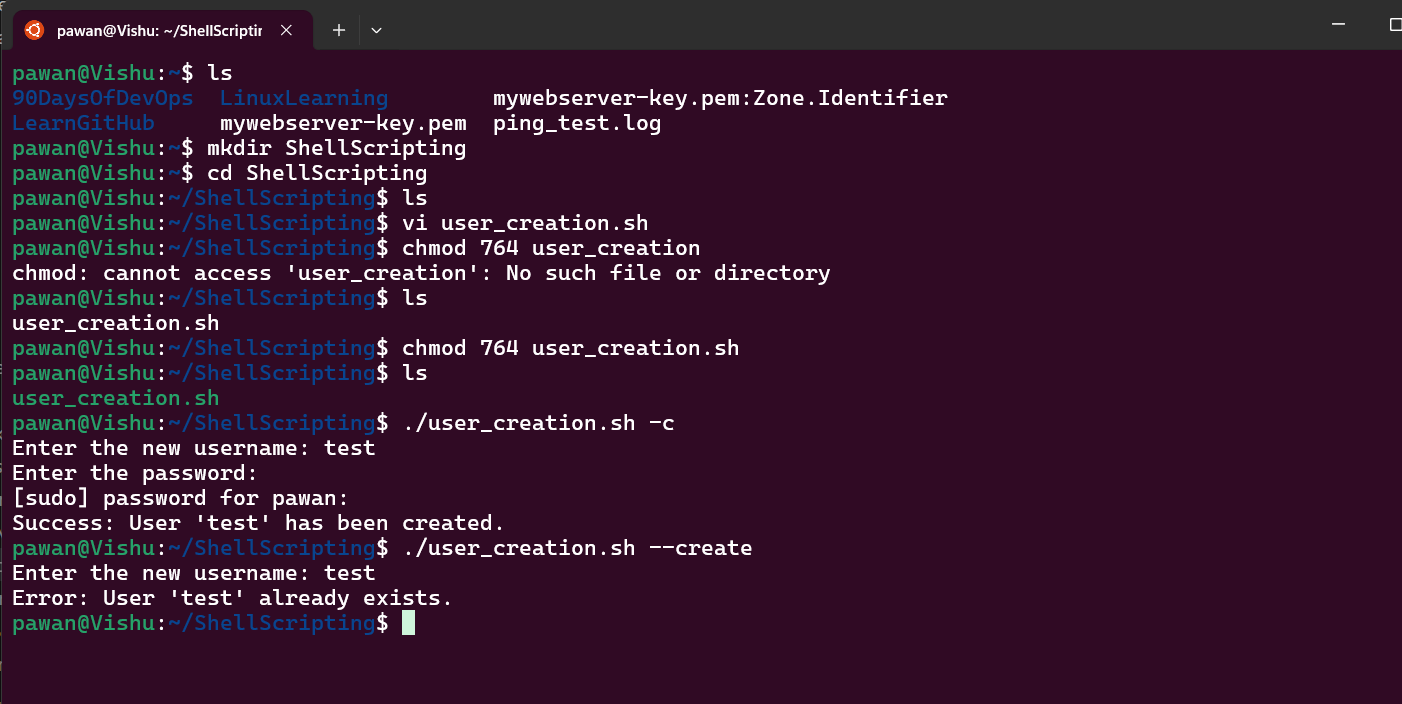 pawan@Vishu: ~/ShellScriptin
pawan@Vishu:~$ ls
90DaysOfDevOps  LinuxLearning        mywebserver-key.pem:Zone.Identifier
LearnGitHub     mywebserver-key.pem  ping_test.log
pawan@Vishu:~$ mkdir ShellScripting
pawan@Vishu:~$ cd ShellScripting
pawan@Vishu:~/ShellScripting$ ls
pawan@Vishu:~/ShellScripting$ vi user_creation.sh
pawan@Vishu:~/ShellScripting$ chmod 764 user_creation
chmod: cannot access 'user_creation': No such file or directory
pawan@Vishu:~/ShellScripting$ ls
user_creation.sh
pawan@Vishu:~/ShellScripting$ chmod 764 user_creation.sh
pawan@Vishu:~/ShellScripting$ ls
user_creation.sh
pawan@Vishu:~/ShellScripting$ ./user_creation.sh -c
Enter the new username: test
Enter the password:
[sudo] password for pawan:
Success: User 'test' has been created.
pawan@Vishu:~/ShellScripting$ ./user_creation.sh --create
Enter the new username: test
Error: User 'test' already exists.
pawan@Vishu:~/ShellScripting$